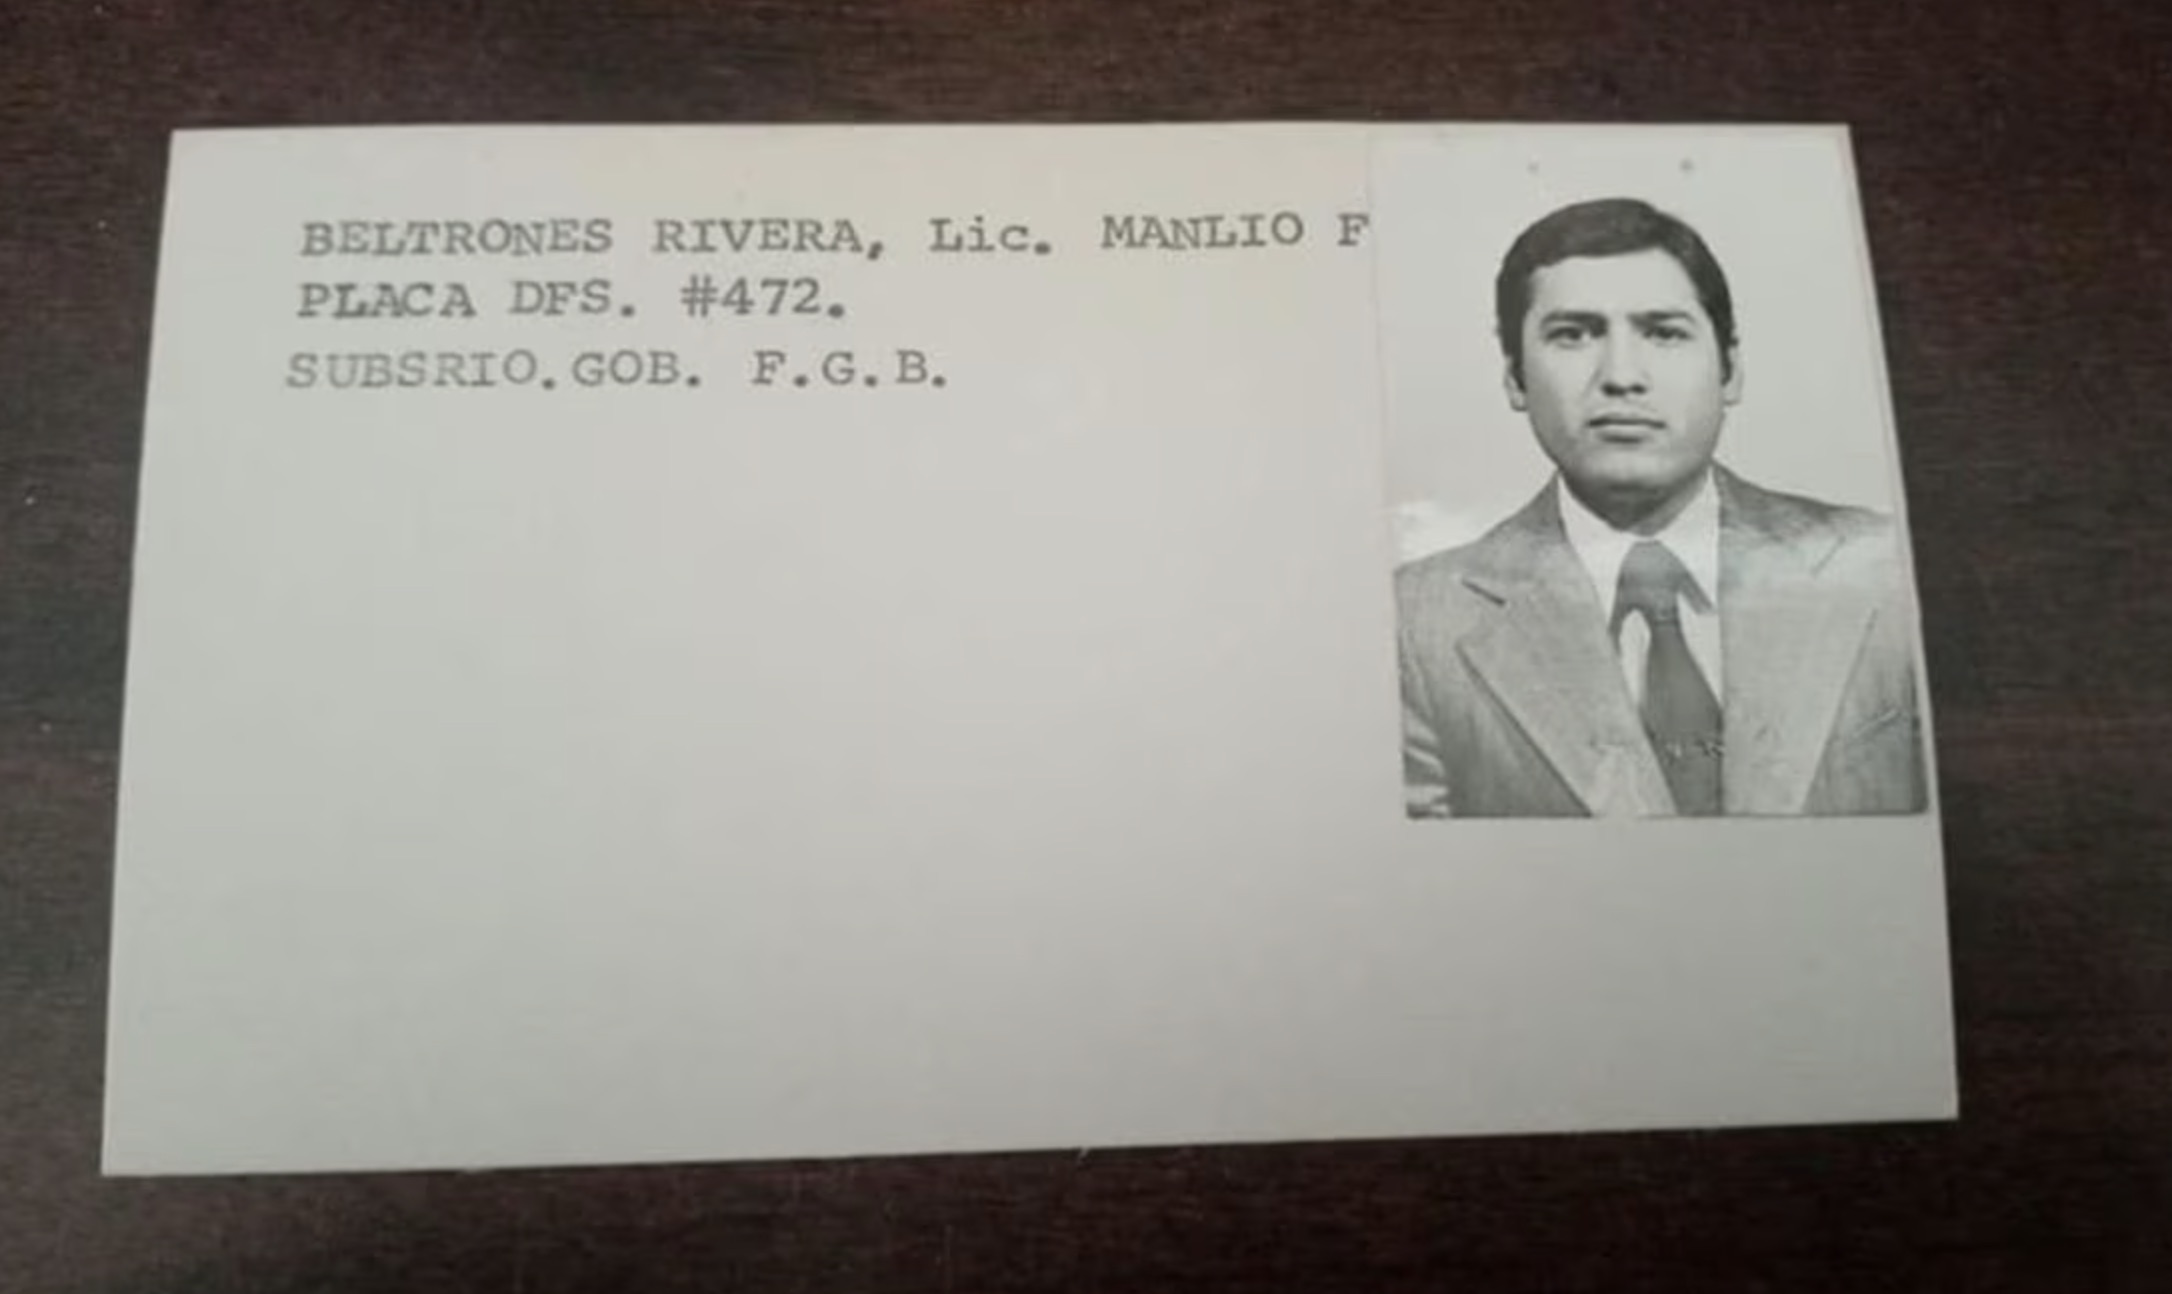 BELTRONES RIVERA, Lic. MANLIO F
PLACA DFS. #472.
SUBSRIO.GOB. F.G.B.